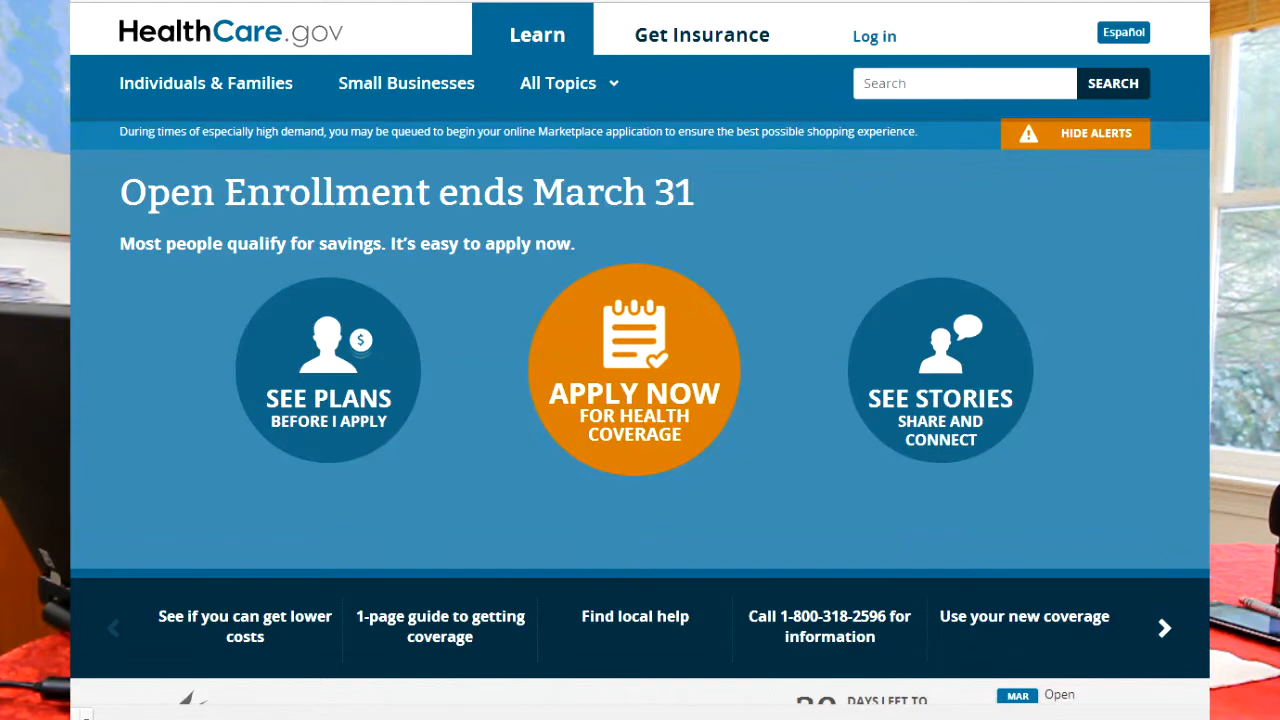 HealthCare.gov
Learn
Get Insurance
Log in
Español
Individuals & Families
Small Businesses
All Topics
Search
SEARCH
During times of especially high demand, you may be queued to begin your online Marketplace application to ensure the best possible shopping experience.
HIDE ALERTS
Open Enrollment ends March 31
Most people qualify for savings. It's easy to apply now.
$
SEE PLANS
BEFORE I APPLY
APPLY NOW
FOR HEALTH
COVERAGE
SEE STORIES
SHARE AND
CONNECT
See if you can get lower
costs
1-page guide to getting
coverage
Find local help
Call 1-800-318-2596 for
information
Use your new coverage
DAYS LEFT TO
MAR
Open